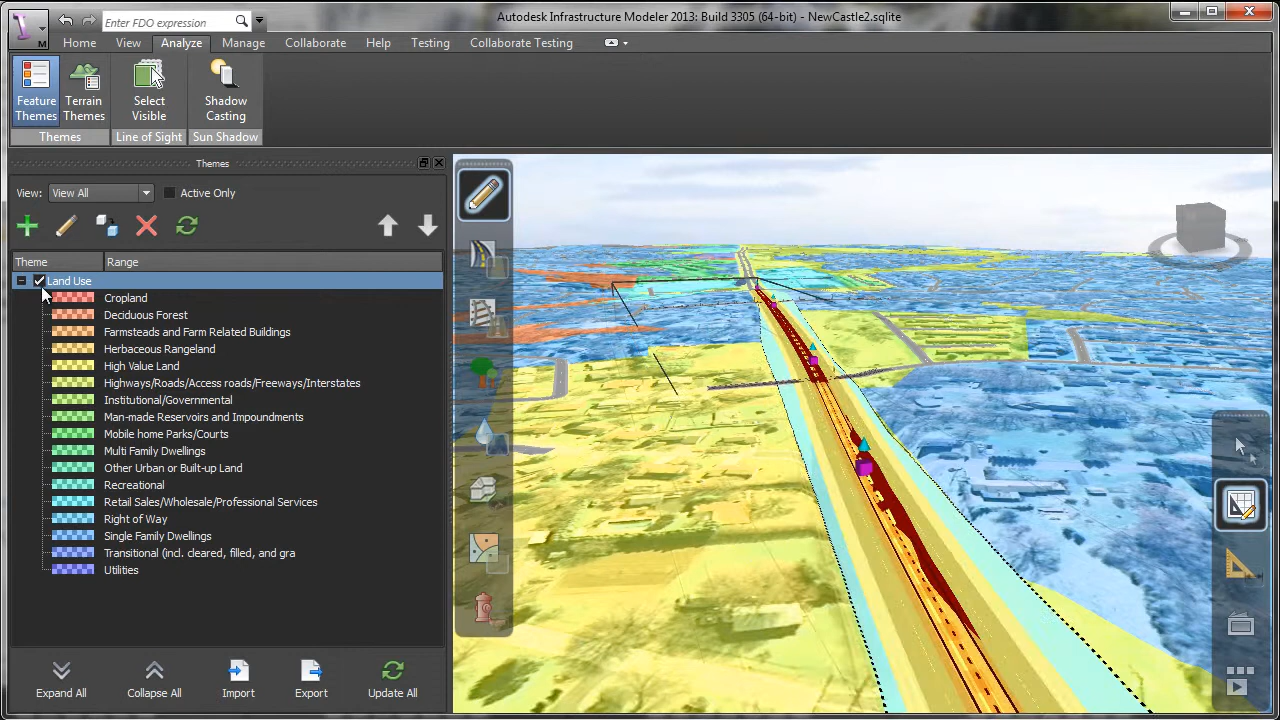 Enter FDO expression
Autodesk Infrastructure Modeler 2013: Build 3305 (64-bit) - NewCastle2.sqlite
M
Home View Analyze Manage Collaborate Help Testing Collaborate Testing
Feature Themes
Terrain Themes
Select Visible
Shadow Casting
Themes Line of Sight Sun Shadow
Themes
View: View All Active Only
Theme Range
Land Use
Cropland
Deciduous Forest
Farmsteads and Farm Related Buildings
Herbaceous Rangeland
High Value Land
Highways/Roads/Access roads/Freeways/Interstates
Institutional/Governmental
Man-made Reservoirs and Impoundments
Mobile home Parks/Courts
Multi Family Dwellings
Other Urban or Built-up Land
Recreational
Retail Sales/Wholesale/Professional Services
Right of Way
Single Family Dwellings
Transitional (incl. cleared, filled, and gra
Utilities
Expand All Collapse All Import Export Update All